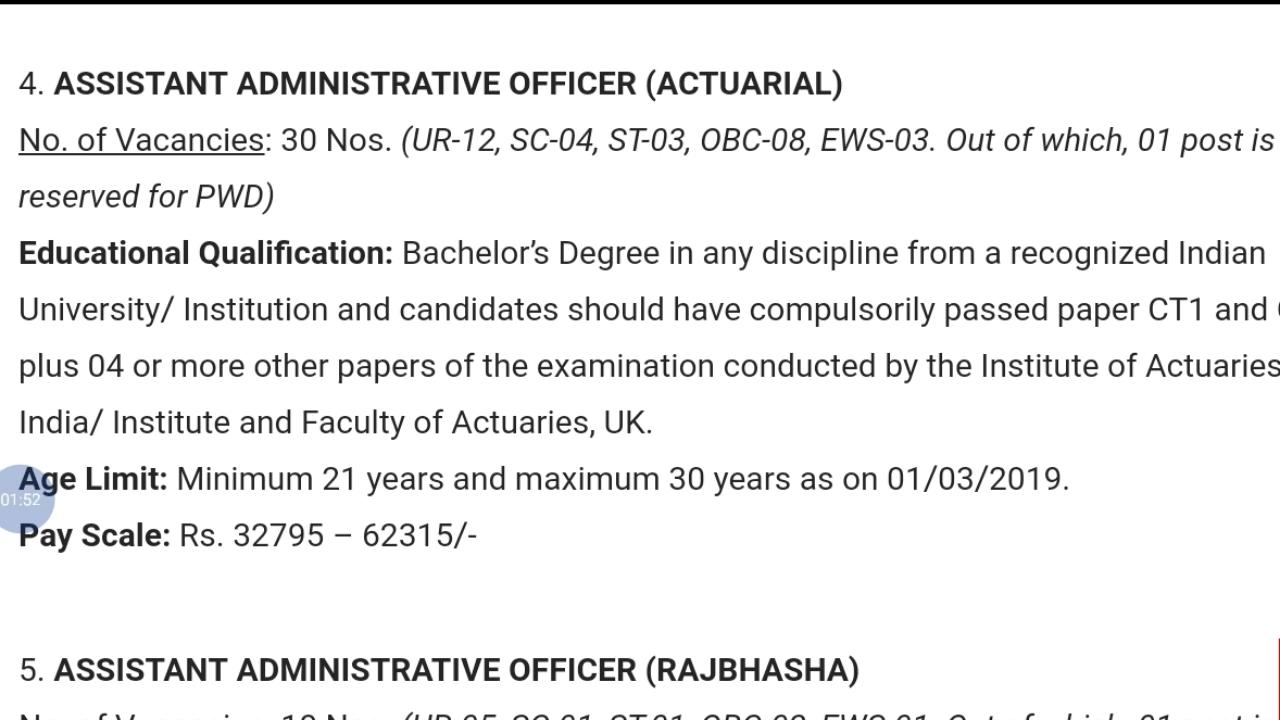 4. ASSISTANT ADMINISTRATIVE OFFICER (ACTUARIAL)
No. of Vacancies: 30 Nos. (UR-12, SC-04, ST-03, OBC-08, EWS-03. Out of which, 01 post is
reserved for PWD)
Educational Qualification: Bachelor’s Degree in any discipline from a recognized Indian
University/ Institution and candidates should have compulsorily passed paper CT1 and
plus 04 or more other papers of the examination conducted by the Institute of Actuaries
India/ Institute and Faculty of Actuaries, UK.
Age Limit: Minimum 21 years and maximum 30 years as on 01/03/2019.
01:52
Pay Scale: Rs. 32795 – 62315/-
5. ASSISTANT ADMINISTRATIVE OFFICER (RAJBHASHA)